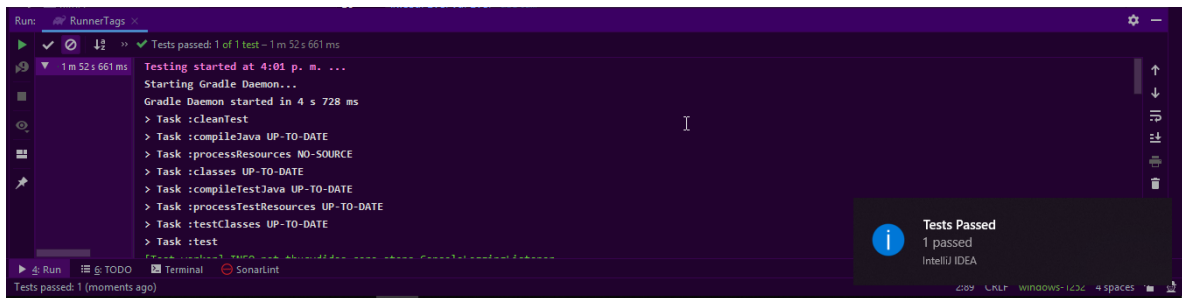 Run: RunnerTags ×
Tests passed: 1 of 1 test – 1 m 52 s 661 ms
1 m 52 s 661 ms
Testing started at 4:01 p. m. ...
Starting Gradle Daemon...
Gradle Daemon started in 4 s 728 ms
> Task :cleanTest
> Task :compileJava UP-TO-DATE
> Task :processResources NO-SOURCE
> Task :classes UP-TO-DATE
> Task :compileTestJava UP-TO-DATE
> Task :processTestResources UP-TO-DATE
> Task :testClasses UP-TO-DATE
> Task :test
Tests Passed
1 passed
IntelliJ IDEA
4: Run 6: TODO Terminal SonarLint
Tests passed: 1 (moments ago) 2:89 CRLF windows-1252 4 spaces